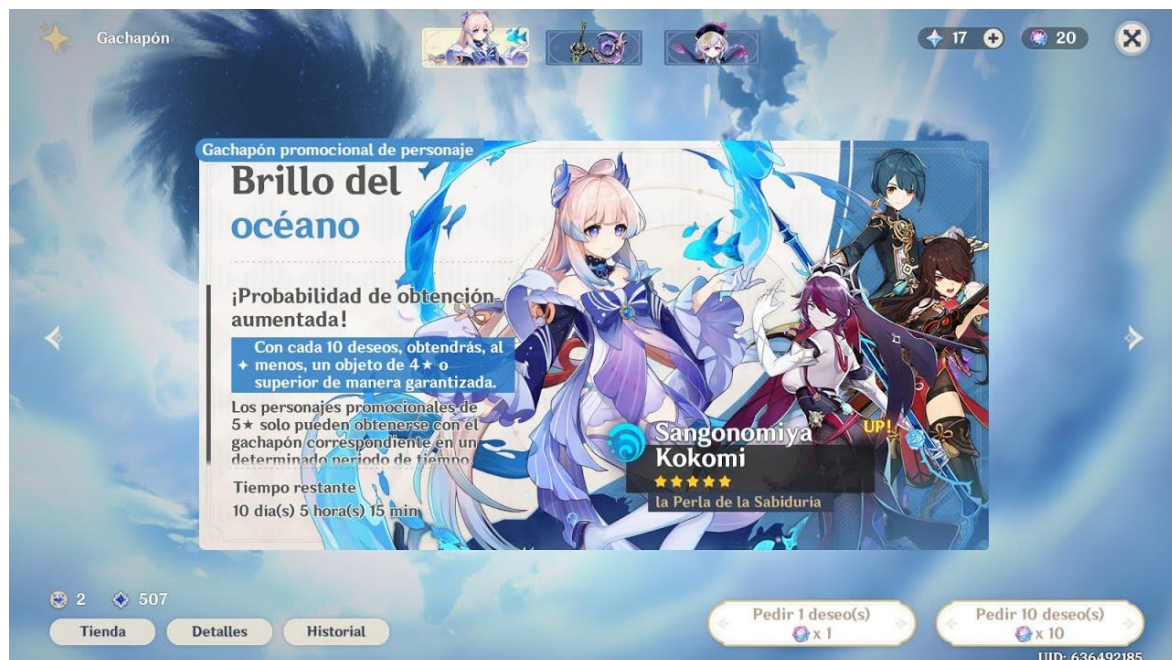 Gachapón
17
20
Gachapón promocional de personaje
Brillo del
océano
¡Probabilidad de obtención
aumentada!
Con cada 10 deseos, obtendrás, al
menos, un objeto de 4★ o
superior de manera garantizada.
Los personajes promocionales de
5★ solo pueden obtenerse con el
gachapón correspondiente en un
determinado periodo de tiempo
Tiempo restante
10 día(s) 5 hora(s) 15 min
UP!
Sangonomiya
Kokomi
la Perla de la Sabiduría
2
507
Tienda
Detalles
Historial
Pedir 1 deseo(s)
x 1
Pedir 10 deseo(s)
x 10
UID: 636492185